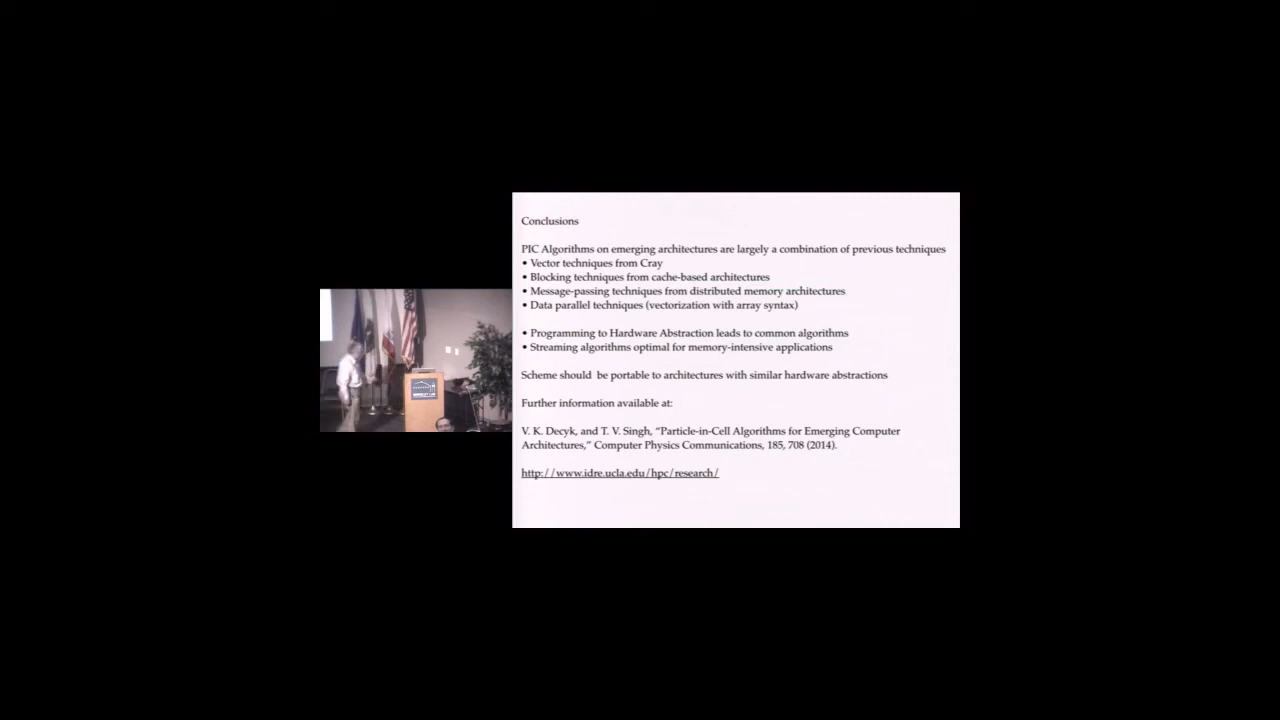 Conclusions
PIC Algorithms on emerging architectures are largely a combination of previous techniques
• Vector techniques from Cray
• Blocking techniques from cache-based architectures
• Message-passing techniques from distributed memory architectures
• Data parallel techniques (vectorization with array syntax)
• Programming to Hardware Abstraction leads to common algorithms
• Streaming algorithms optimal for memory-intensive applications
Scheme should be portable to architectures with similar hardware abstractions
Further information available at:
V. K. Decyk, and T. V. Singh, “Particle-in-Cell Algorithms for Emerging Computer
Architectures,” Computer Physics Communications, 185, 708 (2014).
http://www.idre.ucla.edu/hpc/research/